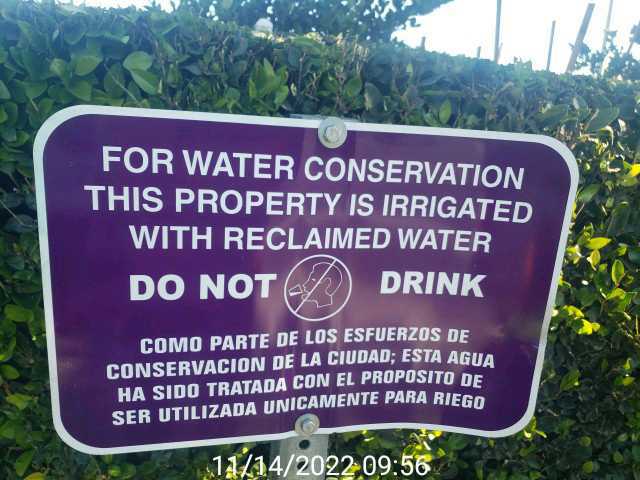 FOR WATER CONSERVATION
THIS PROPERTY IS IRRIGATED
WITH RECLAIMED WATER
DO NOT DRINK
COMO PARTE DE LOS ESFUERZOS DE
CONSERVACION DE LA CIUDAD; ESTA AGUA
HA SIDO TRATADA CON EL PROPOSITO DE
SER UTILIZADA UNICAMENTE PARA RIEGO
11/14/2022 09:56